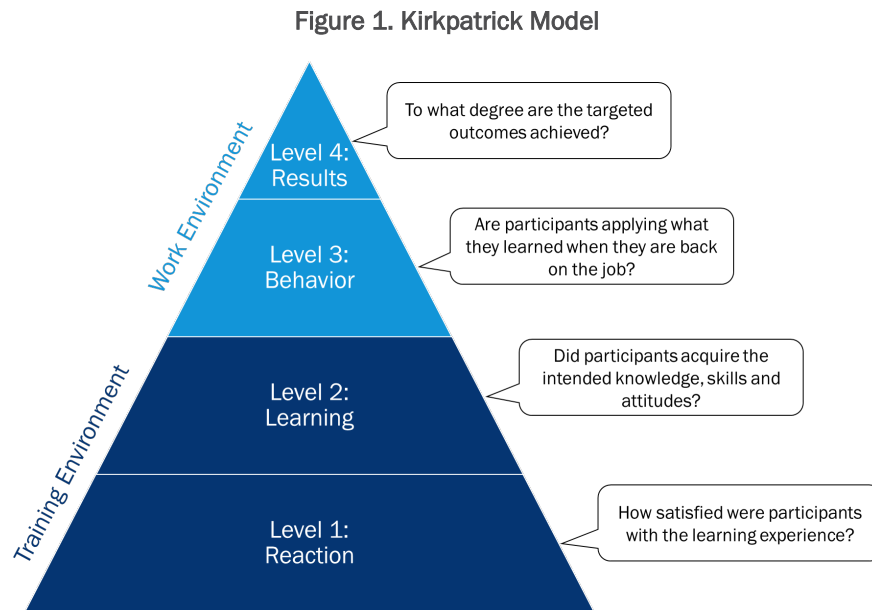 Figure 1. Kirkpatrick Model
To what degree are the targeted
outcomes achieved?
Level 4:
Results
Work Environment
Are participants applying what
they learned when they are back
on the job?
Level 3:
Behavior
Did participants acquire the
intended knowledge, skills and
attitudes?
Level 2:
Learning
Training Environment
How satisfied were participants
with the learning experience?
Level 1:
Reaction